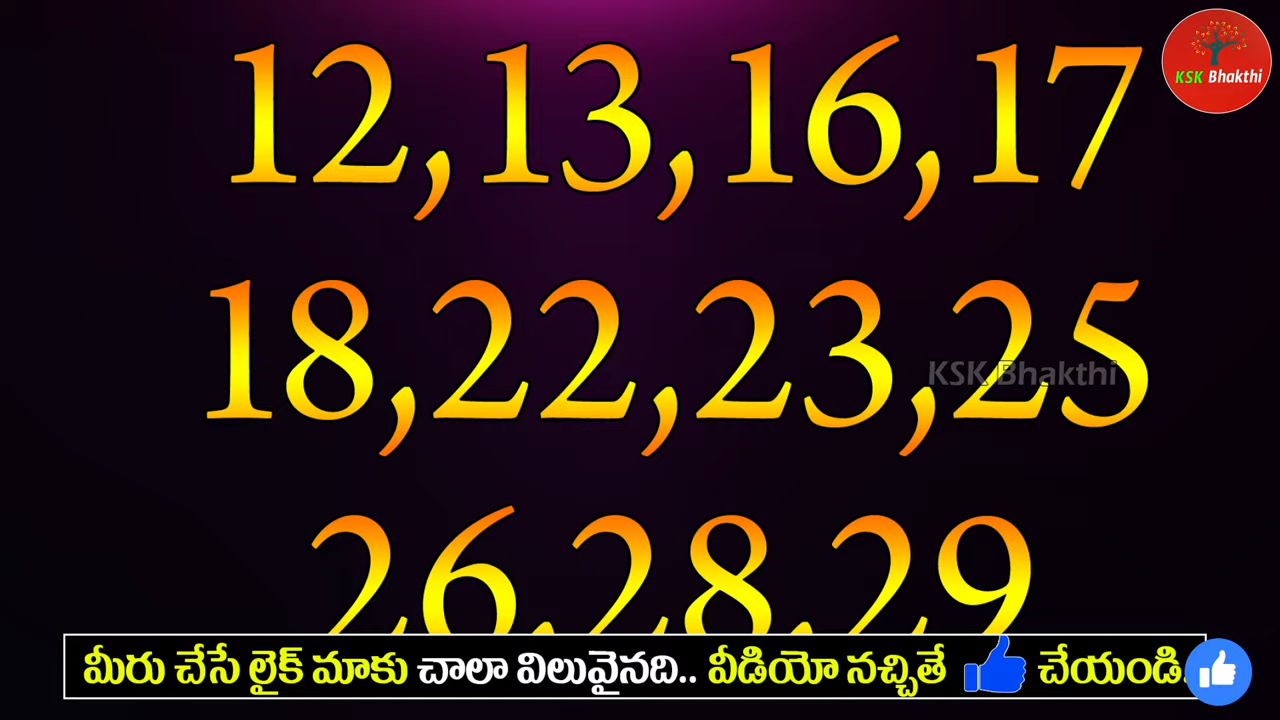 12,13,16,17
KSK Bhakthi
18,22,23,25
KSK Bhakthi
26,28,29
మీరు చేసే లైక్ మాకు చాలా విలువైనది.. వీడియో నచ్చితే 👍 చేయండి.